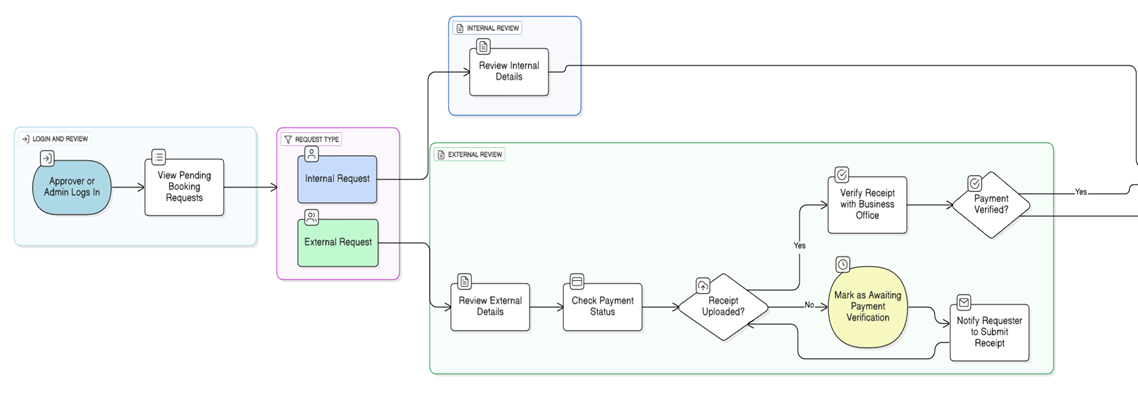 INTERNAL REVIEW
Review Internal
Details
LOGIN AND REVIEW
Approver or
Admin Logs In
View Pending
Booking
Requests
REQUEST TYPE
Internal Request
External Request
EXTERNAL REVIEW
Review External
Details
Check Payment
Status
Receipt
Uploaded?
Yes
No
Verify Receipt
with Business
Office
Payment
Verified?
Yes
Mark as Awaiting
Payment
Verification
Notify Requester
to Submit
Receipt